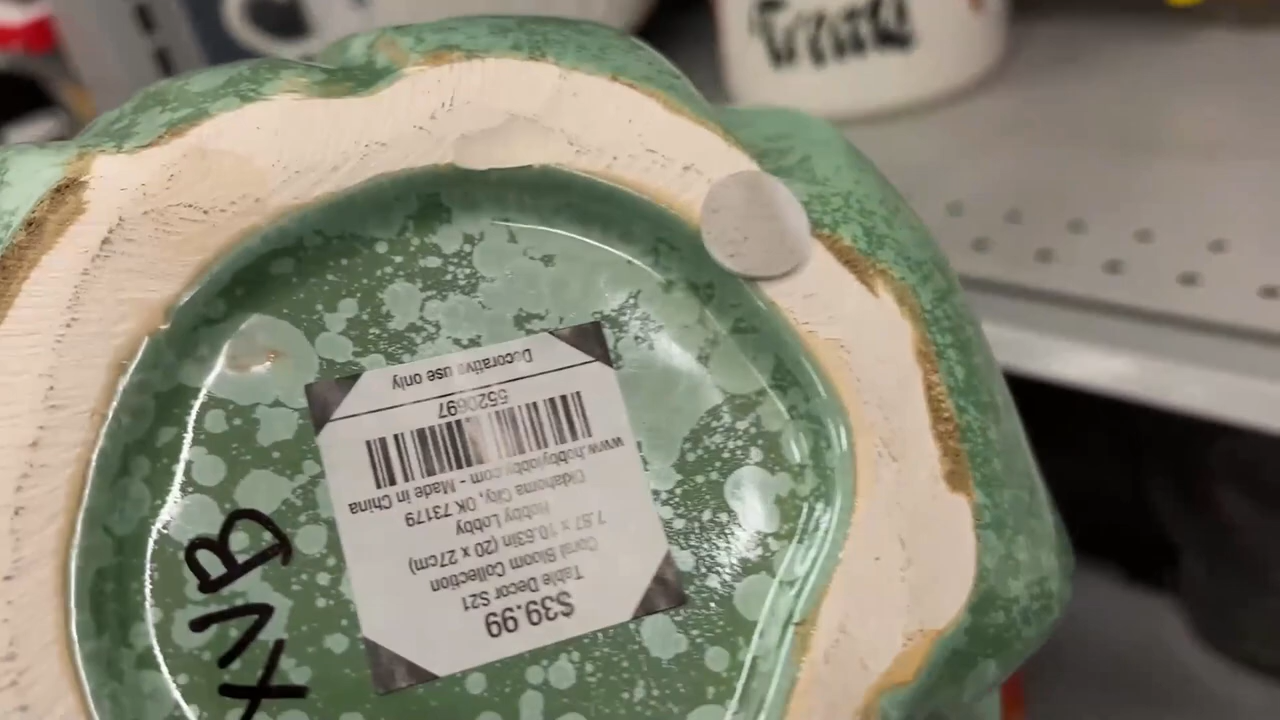 $39.99
Table Decor S21
Coral Bloom Collection
7.87 x 10.63in (20 x 27cm)
Hobby Lobby
Oklahoma City, OK 73179
www.hobbylobby.com - Made in China
5520697
Decorative use only